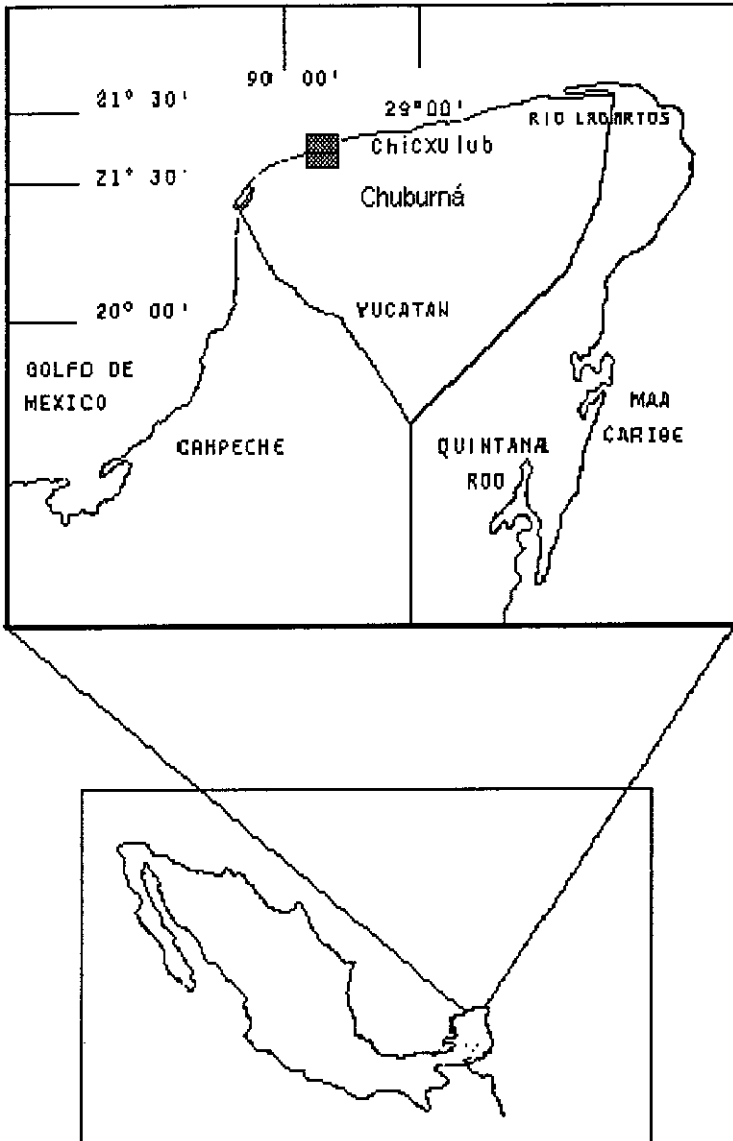 90 00'
21° 30'
29°00'
RIO LAGARTOS
ChiCXUlub
21° 30'
Chuburná
20° 00'
YUCATAN
GOLFO DE
MEXICO
MAA
CARIBE
CAMPECHE
QUINTANA
ROO